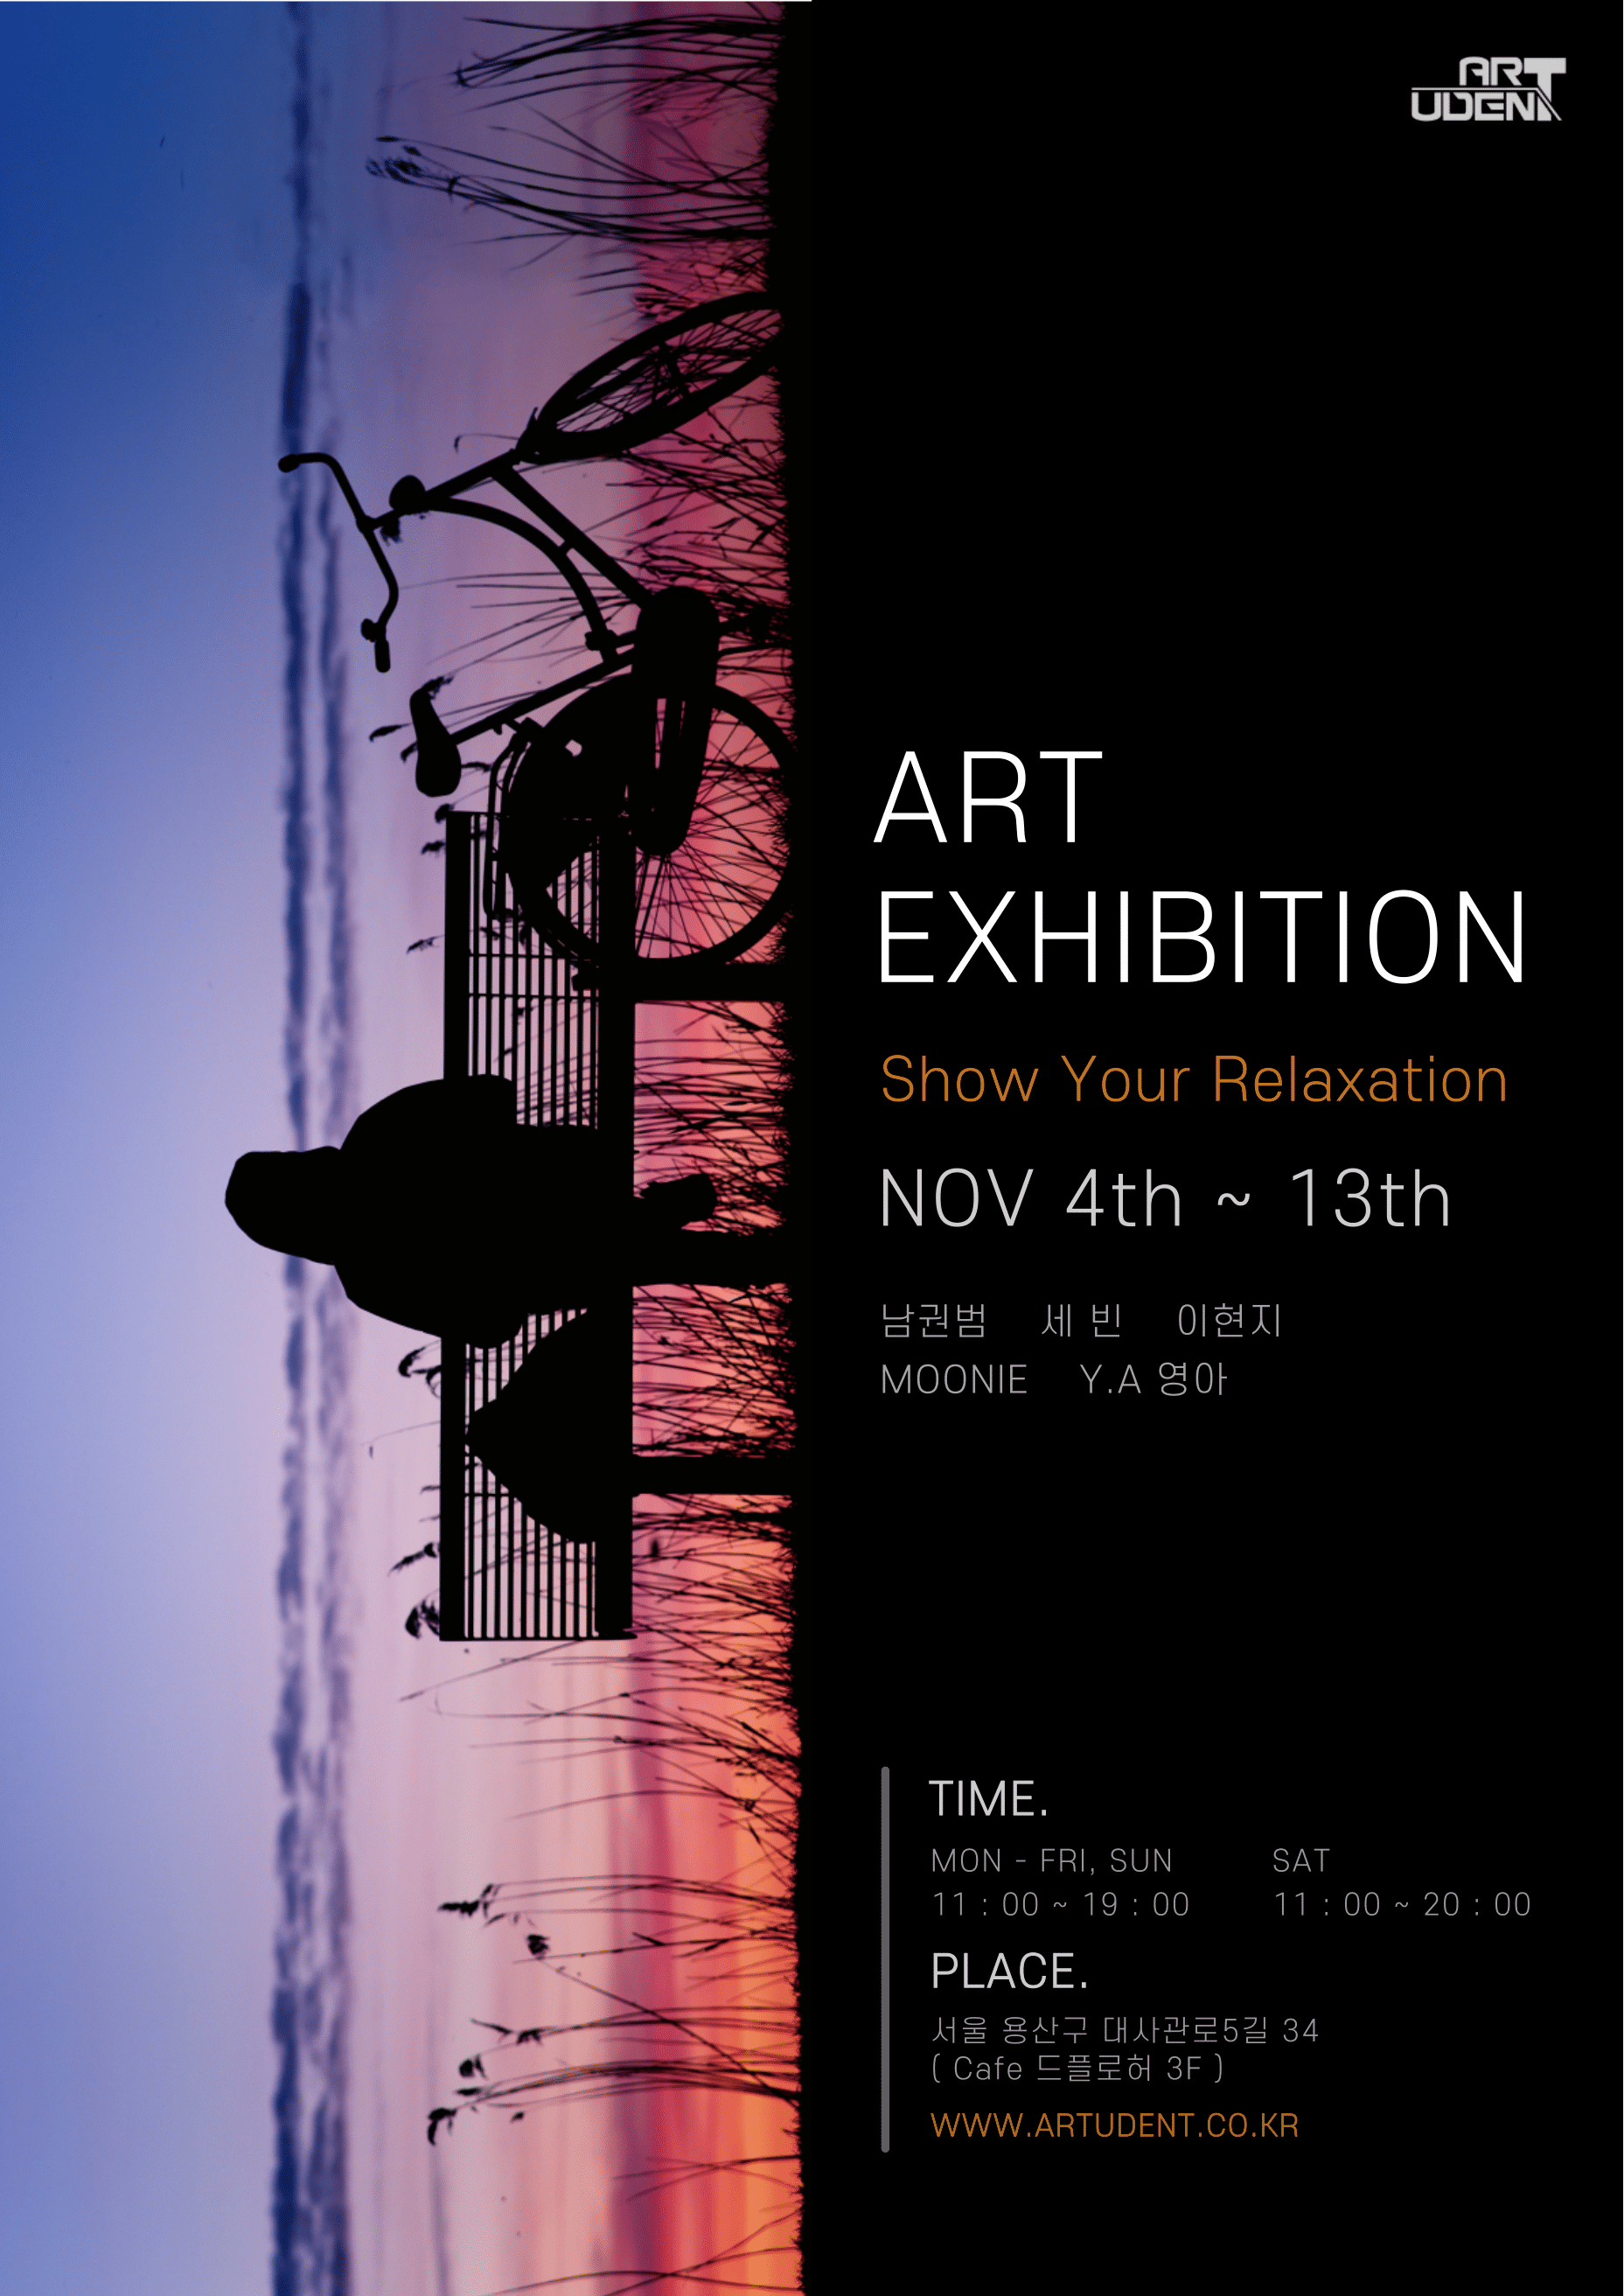 ART
UDENT
ART
EXHIBITION
Show Your Relaxation
NOV 4th ~ 13th
남권범 세 빈 이현지
MOONIE Y.A 영아
TIME.
MON - FRI, SUN SAT
11 : 00 ~ 19 : 00 11 : 00 ~ 20 : 00
PLACE.
서울 용산구 대사관로5길 34
( Cafe 드플로허 3F )
WWW.ARTUDENT.CO.KR